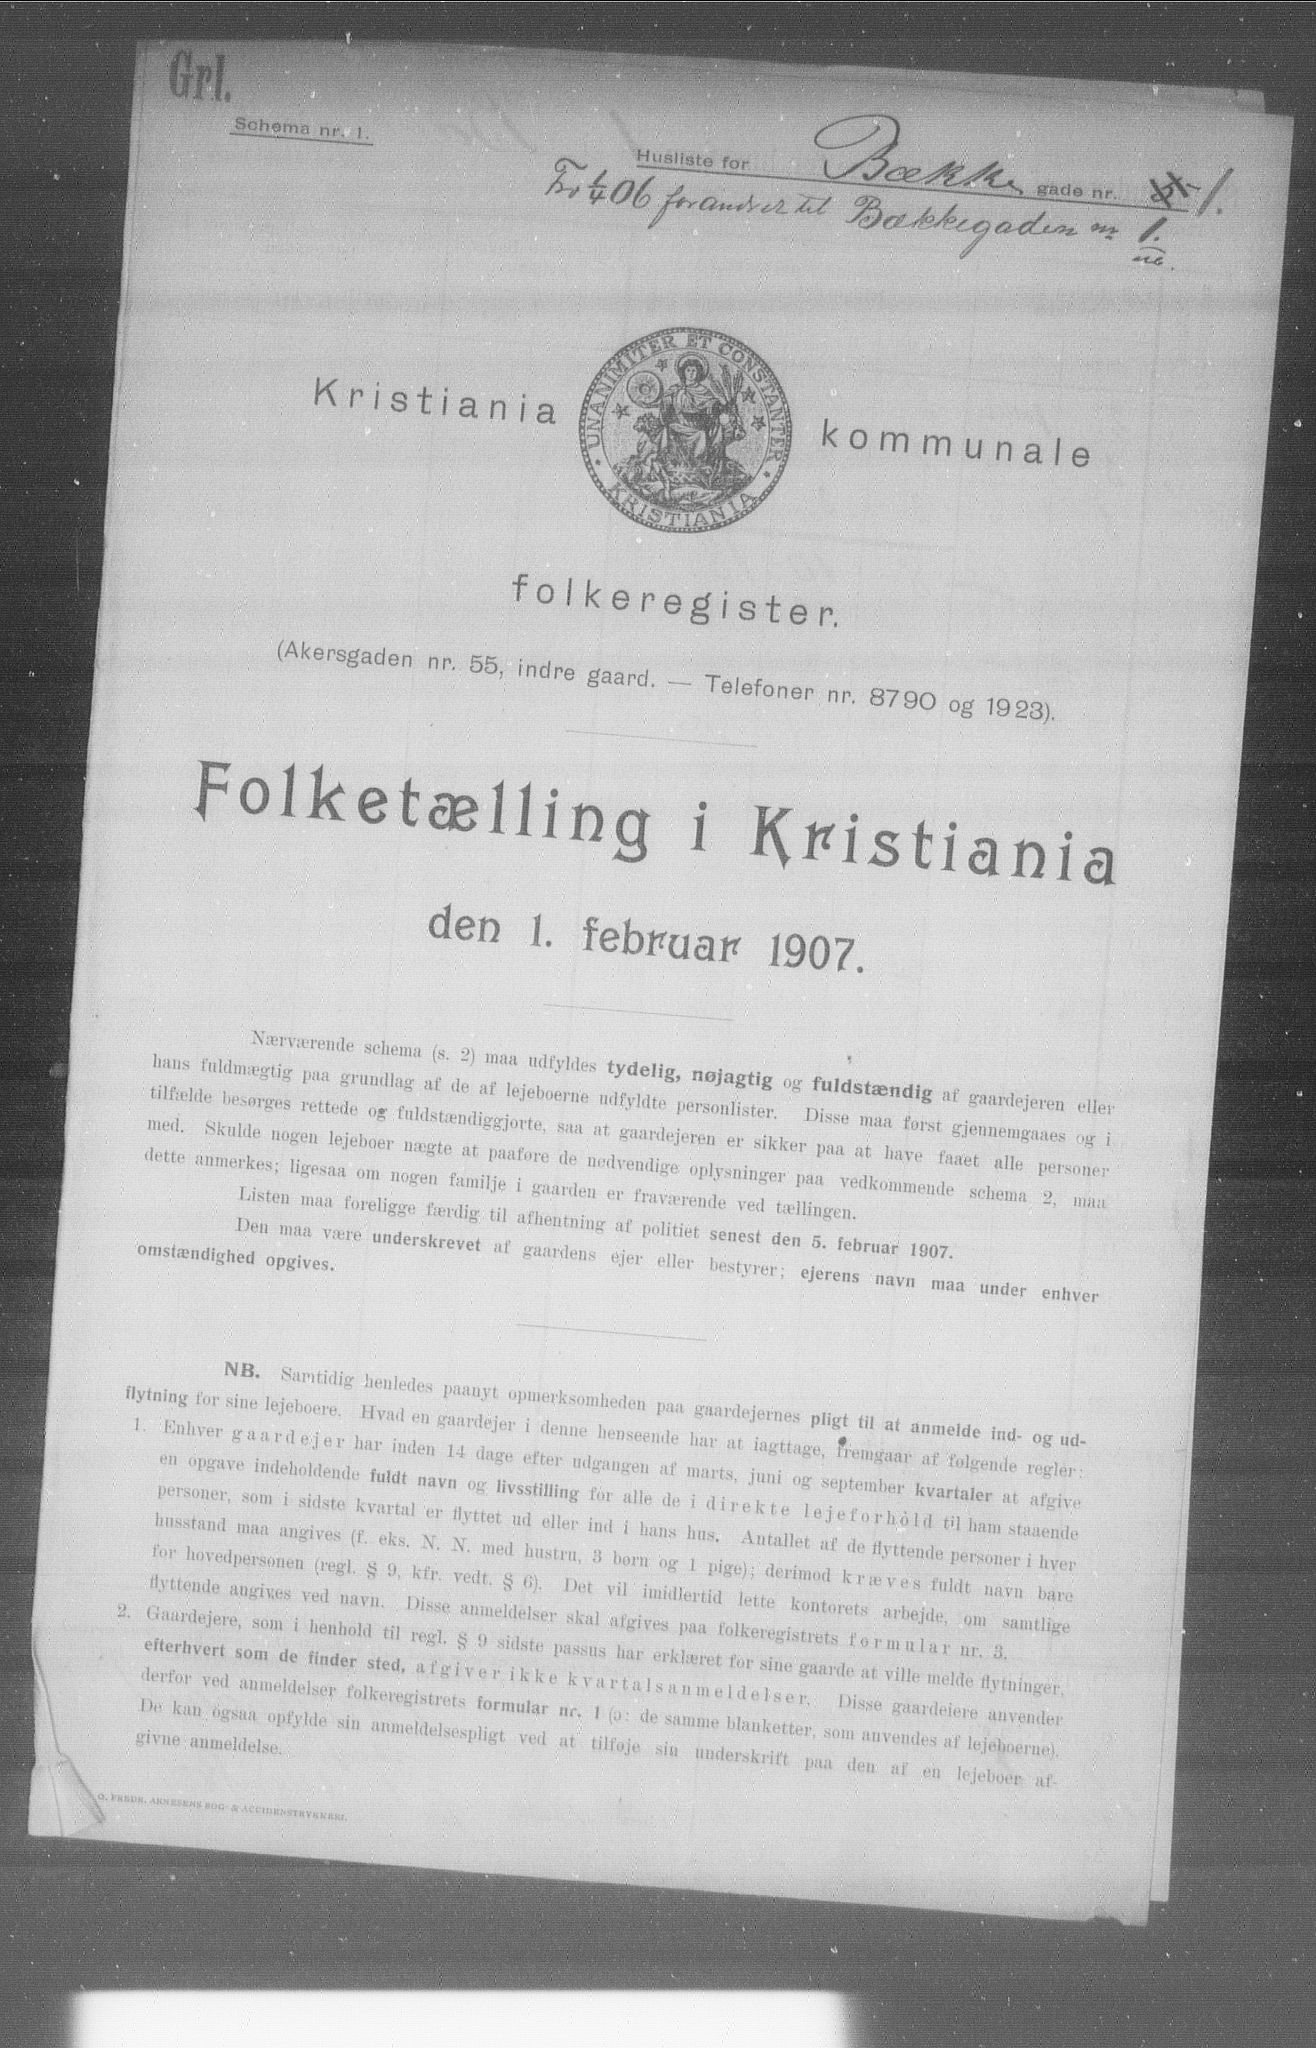 Grl.
Schema nr. 1.
Husliste for Bække gade nr. 5 1.
Fra 1/4 06 forandret til Bækkegaden nr 1.
UNANIMITER ET CONSTANTER
KRISTIANIA
Kristiania kommunale
folkeregister.
(Akersgaden nr. 55, indre gaard. — Telefoner nr. 8790 og 1923).
Folketælling i Kristiania
den 1. februar 1907.
Nærværende schema (s. 2) maa udfyldes tydelig, nøjagtig og fuldstændig af gaardejeren eller
hans fuldmægtig paa grundlag af de af lejeboerne udfyldte personlister. Disse maa først gjennemgaaes og i
tilfælde besørges rettede og fuldstændiggjorte, saa at gaardejeren er sikker paa at have faaet alle personer
med. Skulde nogen lejeboer nægte at paaføre de nødvendige oplysninger paa vedkommende schema 2, maa
dette anmerkes; ligesaa om nogen familje i gaarden er fraværende ved tællingen.
Listen maa foreligge færdig til afhentning af politiet senest den 5. februar 1907.
Den maa være underskrevet af gaardens ejer eller bestyrer; ejerens navn maa under enhver
omstændighed opgives.
NB. Samtidig henledes paanyt opmerksomheden paa gaardejernes pligt til at anmelde ind- og ud-
flytning for sine lejeboere. Hvad en gaardejer i denne henseende har at iagttage, fremgaar af følgende regler:
1. Enhver gaardejer har inden 14 dage efter udgangen af marts, juni og september kvartaler at afgive
en opgave indeholdende fuldt navn og livsstilling for alle de i direkte lejeforhold til ham staaende
personer, som i sidste kvartal er flyttet ud eller ind i hans hus. Antallet af de flyttende personer i hver
husstand maa angives (f. eks. N. N. med hustru, 3 børn og 1 pige); derimod kræves fuldt navn bare
for hovedpersonen (regl. § 9, kfr. vedt. § 6). Det vil imidlertid lette kontorets arbejde, om samtlige
flyttende angives ved navn. Disse anmeldelser skal afgives paa folkeregistrets formular nr. 3.
2. Gaardejere, som i henhold til regl. § 9 sidste passus har erklæret for sine gaarde at ville melde flytninger,
efterhvert som de finder sted, afgiver ikke kvartalsanmeldelser. Disse gaardeiere anvender
derfor ved anmeldelser folkeregistrets formular nr. 1 (ɔ: de samme blanketter, som anvendes af lejeboerne).
De kan ogsaa opfylde sin anmeldelsespligt ved at tilføje sin underskrift paa den af en lejeboer af-
givne anmeldelse.
O. FREDR. ARNESENS BOG- & ACCIDENSTRYKKERI.